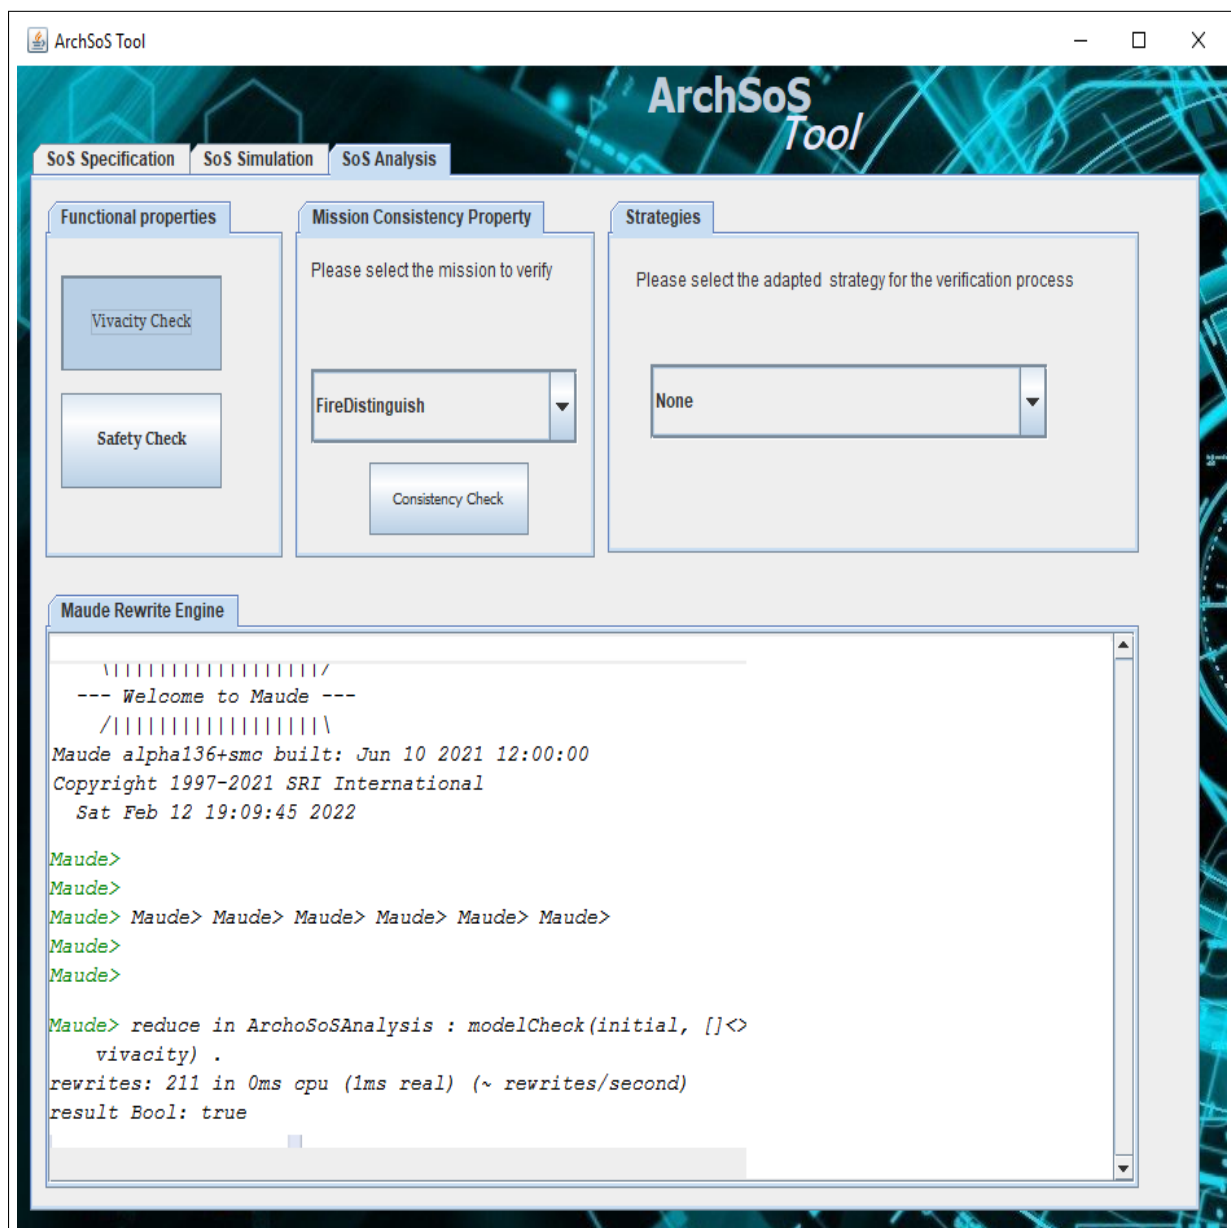 ArchSoS Tool
ArchSoS
Tool
SoS Specification SoS Simulation SoS Analysis
Functional properties
Vivacity Check
Safety Check
Mission Consistency Property
Please select the mission to verify
FireDistinguish
Consistency Check
Strategies
Please select the adapted strategy for the verification process
None
Maude Rewrite Engine
\||||||||||||||||||/
--- Welcome to Maude ---
/||||||||||||||||||\
Maude alpha136+smc built: Jun 10 2021 12:00:00
Copyright 1997-2021 SRI International
Sat Feb 12 19:09:45 2022
Maude>
Maude>
Maude> Maude> Maude> Maude> Maude> Maude> Maude>
Maude>
Maude>
Maude> reduce in ArchoSoSAnalysis : modelCheck(initial, []<>
vivacity) .
rewrites: 211 in 0ms cpu (1ms real) (~ rewrites/second)
result Bool: true